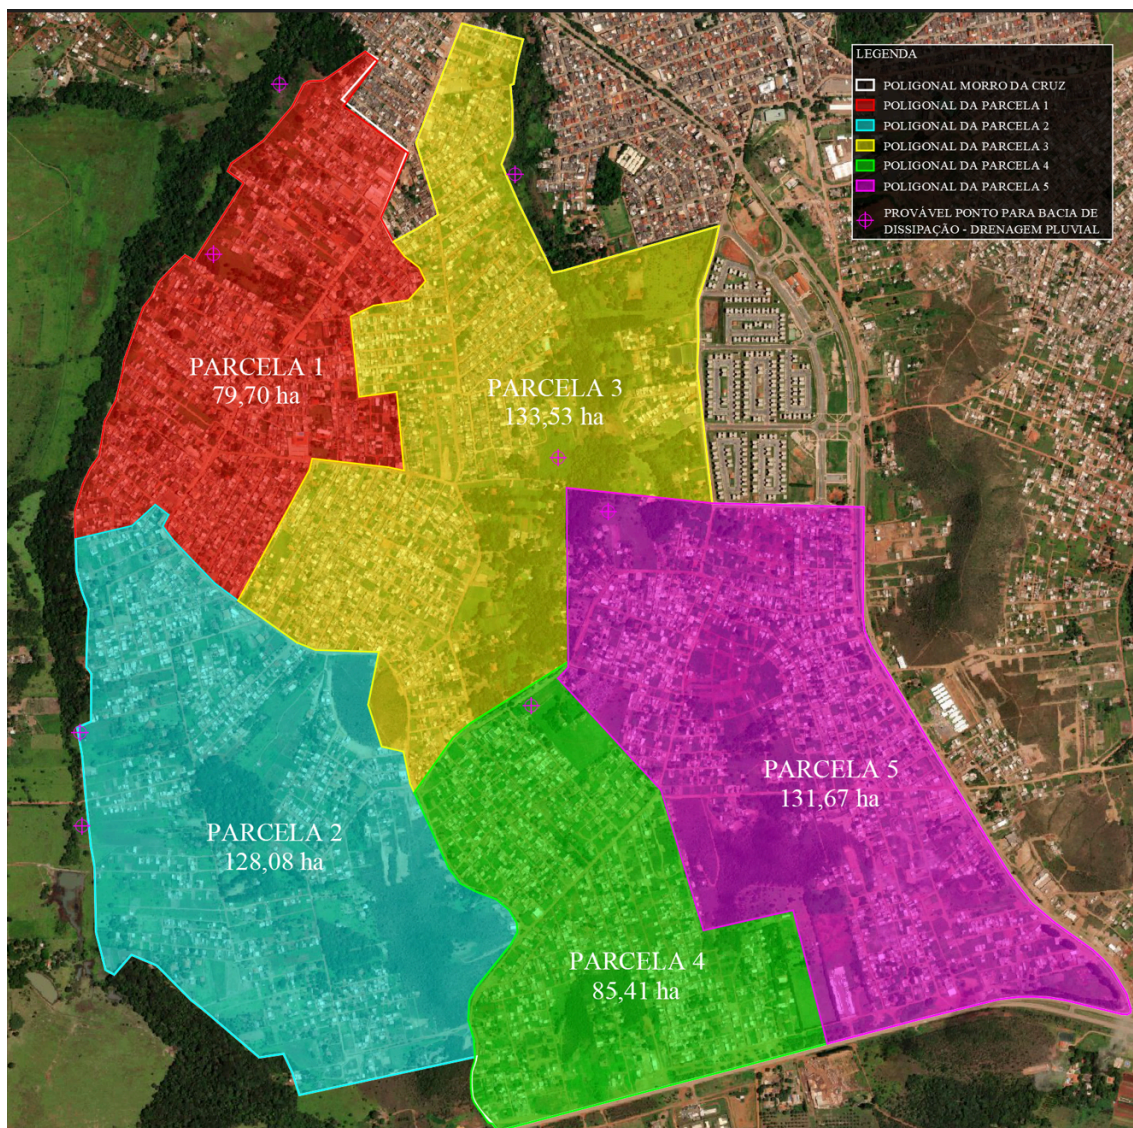 LEGENDA
POLIGONAL MORRO DA CRUZ
POLIGONAL DA PARCELA 1
POLIGONAL DA PARCELA 2
POLIGONAL DA PARCELA 3
POLIGONAL DA PARCELA 4
POLIGONAL DA PARCELA 5
PROVÁVEL PONTO PARA BACIA DE
DISSIPAÇÃO - DRENAGEM PLUVIAL
PARCELA 1
79,70 ha
PARCELA 3
133,53 ha
PARCELA 5
131,67 ha
PARCELA 2
128,08 ha
PARCELA 4
85,41 ha